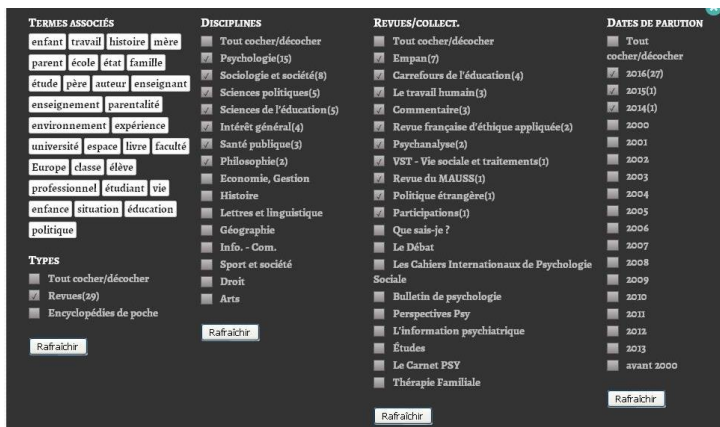 TERMES ASSOCIÉS
enfant travail histoire mère
parent école état famille
étude père auteur enseignant
enseignement parentalité
environnement expérience
université espace livre faculté
Europe classe élève
professionnel étudiant vie
enfance situation éducation
politique
TYPES
Tout cocher/décocher
Revues(29)
Encyclopédies de poche
Rafraîchir
DISCIPLINES
Tout cocher/décocher
Psychologie(15)
Sociologie et société(8)
Sciences politiques(5)
Sciences de l'éducation(5)
Intérêt général(4)
Santé publique(3)
Philosophie(2)
Economie, Gestion
Histoire
Lettres et linguistique
Géographie
Info. - Com.
Sport et société
Droit
Arts
Rafraîchir
REVUES/COLLECT.
Tout cocher/décocher
Empan(7)
Carrefours de l'éducation(4)
Le travail humain(3)
Commentaire(3)
Revue française d'éthique appliquée(2)
Psychanalyse(2)
VST - Vie sociale et traitements(1)
Revue du MAUSS(1)
Politique étrangère(1)
Participations(1)
Que sais-je ?
Le Débat
Les Cahiers Internationaux de Psychologie
Sociale
Bulletin de psychologie
Perspectives Psy
L'information psychiatrique
Études
Le Carnet PSY
Thérapie Familiale
Rafraîchir
DATES DE PARUTION
Tout
cocher/décocher
2016(27)
2015(1)
2014(1)
2000
2001
2002
2003
2004
2005
2006
2007
2008
2009
2010
2011
2012
2013
avant 2000
Rafraîchir